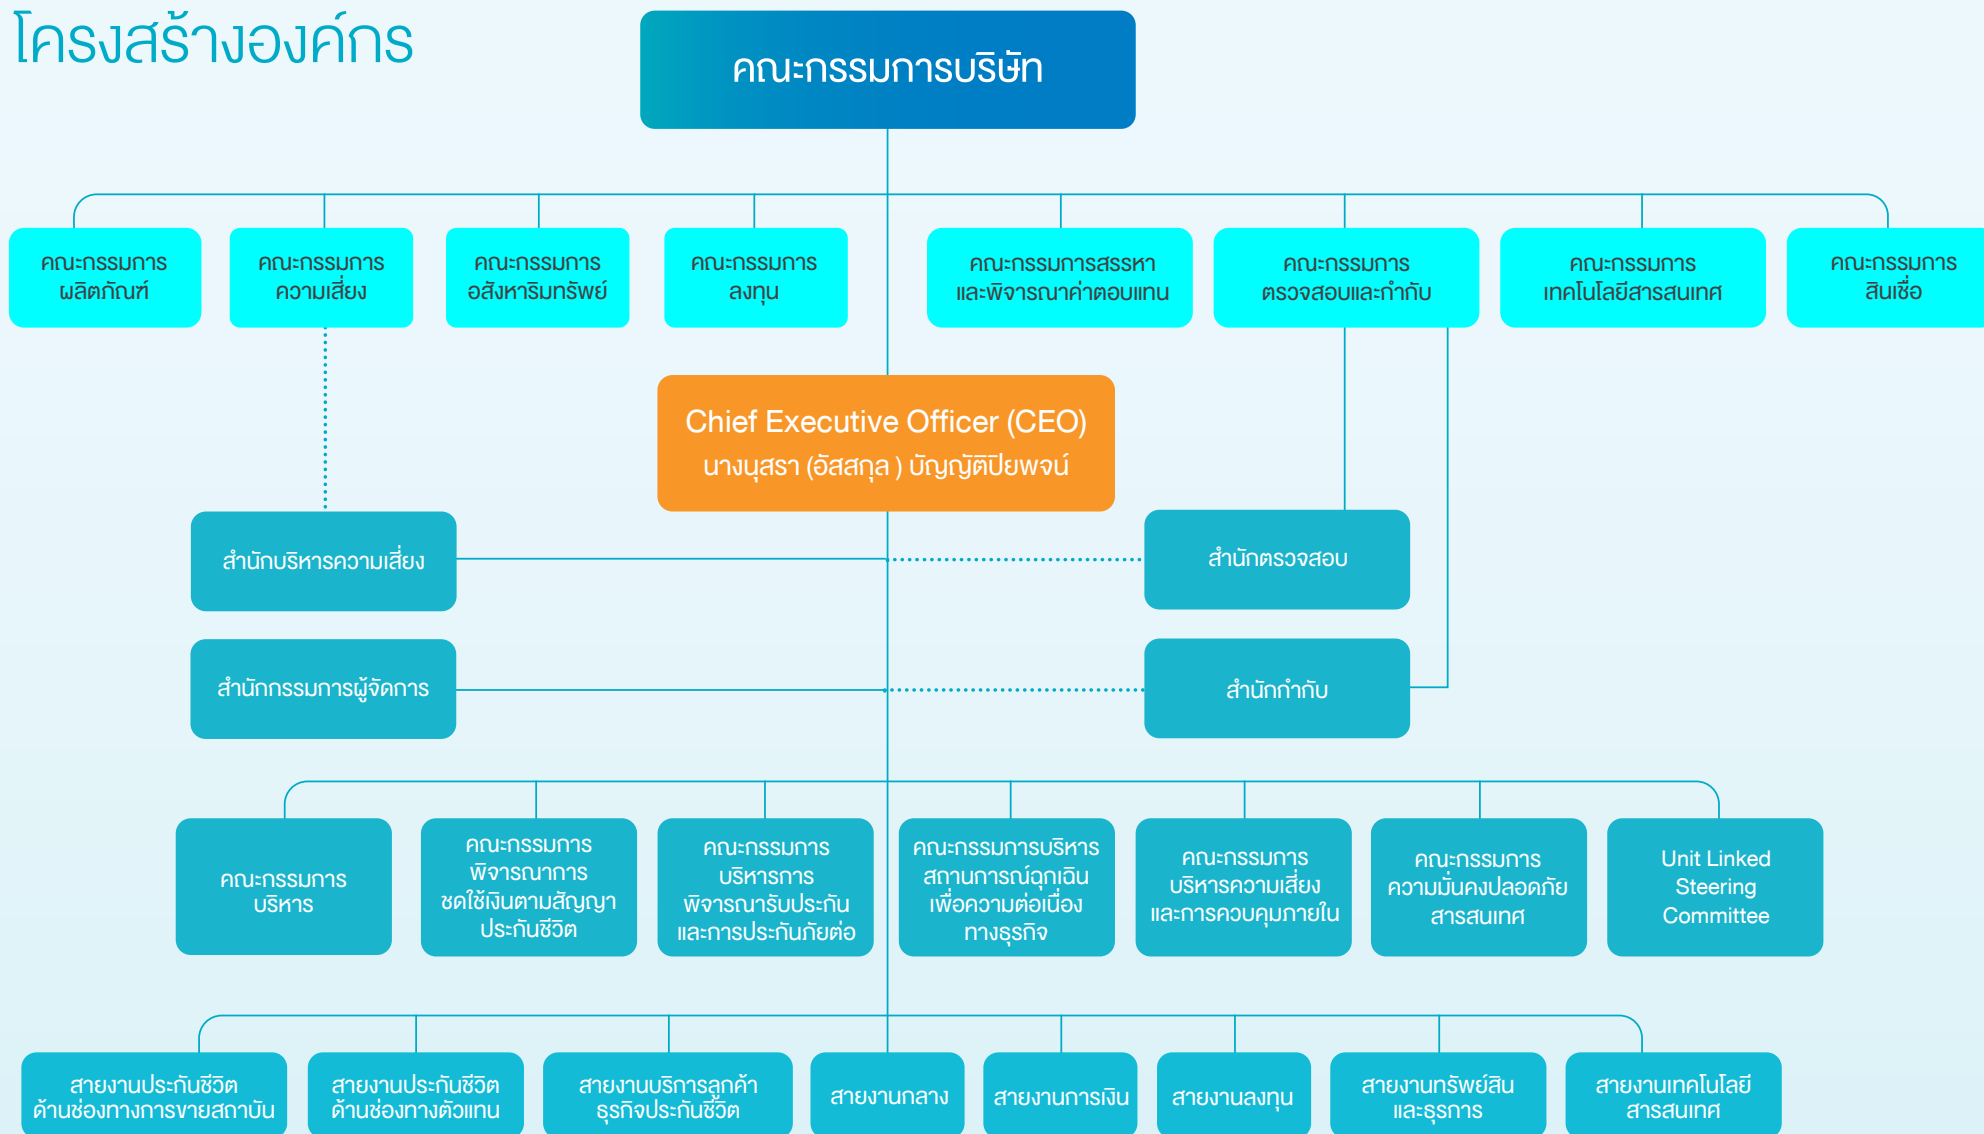 โครงสร้างองค์กร
คณะกรรมการบริษัท
คณะกรรมการ
ผลิตภัณฑ์
คณะกรรมการ
ความเสี่ยง
คณะกรรมการ
อสังหาริมทรัพย์
คณะกรรมการ
ลงทุน
คณะกรรมการสรรหา
และพิจารณาค่าตอบแทน
คณะกรรมการ
ตรวจสอบและกำกับ
คณะกรรมการ
เทคโนโลยีสารสนเทศ
คณะกรรมการ
สินเชื่อ
Chief Executive Officer (CEO)
นางนุสรา (อัสสกุล ) บัญญัติปิยพจน์
สำนักบริหารความเสี่ยง
สำนักตรวจสอบ
สำนักกรรมการผู้จัดการ
สำนักกำกับ
คณะกรรมการ
บริหาร
คณะกรรมการ
พิจารณาการ
ชดใช้เงินตามสัญญา
ประกันชีวิต
คณะกรรมการ
บริหารการ
พิจารณารับประกัน
และการประกันภัยต่อ
คณะกรรมการบริหาร
สถานการณ์ฉุกเฉิน
เพื่อความต่อเนื่อง
ทางธุรกิจ
คณะกรรมการ
บริหารความเสี่ยง
และการควบคุมภายใน
คณะกรรมการ
ความมั่นคงปลอดภัย
สารสนเทศ
Unit Linked
Steering
Committee
สายงานประกันชีวิต
ด้านช่องทางการขายสถาบัน
สายงานประกันชีวิต
ด้านช่องทางตัวแทน
สายงานบริการลูกค้า
ธุรกิจประกันชีวิต
สายงานกลาง
สายงานการเงิน
สายงานลงทุน
สายงานทรัพย์สิน
และธุรการ
สายงานเทคโนโลยี
สารสนเทศ